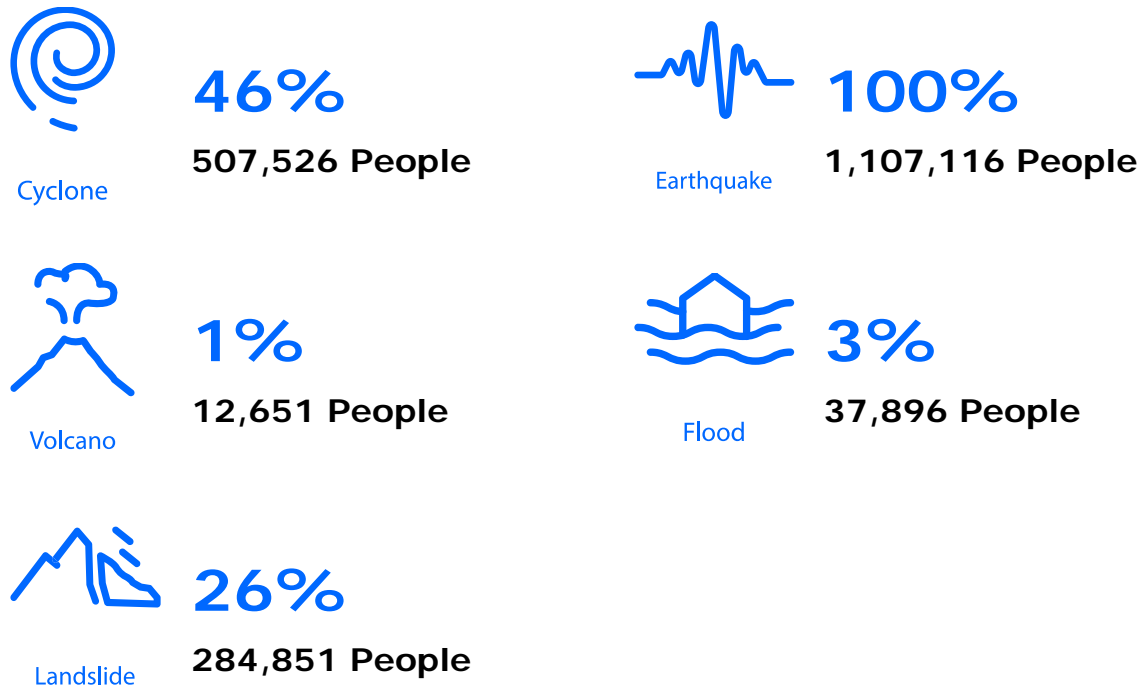 46%
507,526 People
Cyclone
100%
1,107,116 People
Earthquake
1%
12,651 People
Volcano
3%
37,896 People
Flood
26%
284,851 People
Landslide